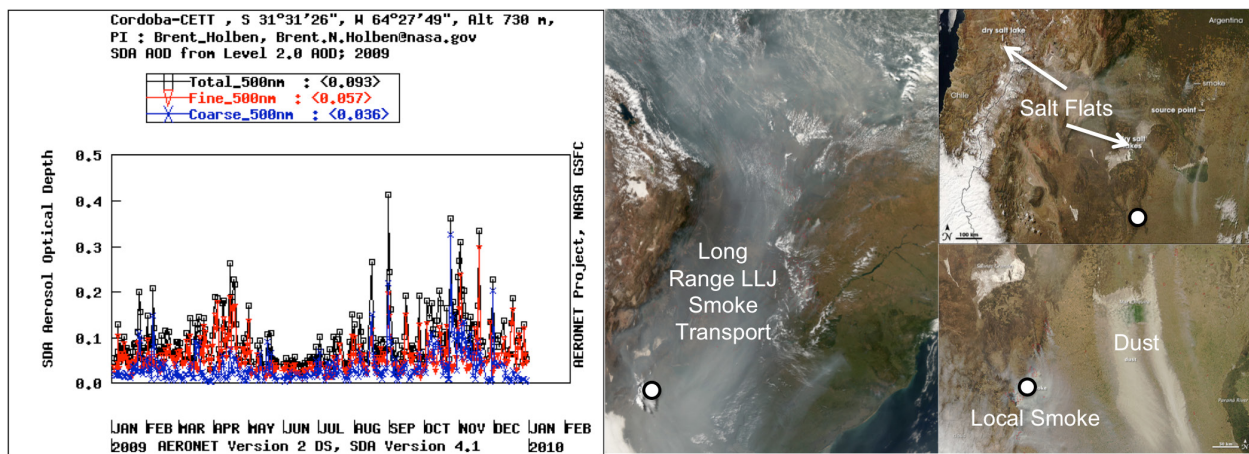 Cordoba-CETT , S 31°31'26", W 64°27'49", Alt 730 m,
PI : Brent_Holben, Brent.N.Holben@nasa.gov
SDA AOD from Level 2.0 AOD; 2009
Total_500nm : <0.093>
Fine_500nm : <0.057>
Coarse_500nm : <0.036>
SDA Aerosol Optical Depth
0.5
0.4
0.3
0.2
0.1
0.0
AERONET Project, NASA GSFC
JAN FEB MAR APR MAY JUN JUL AUG SEP OCT NOV DEC JAN FEB
2009 AERONET Version 2 DS, SDA Version 4.1 2010
Long
Range LLJ
Smoke
Transport
Argentina
dry salt lake
Chile
smoke
source point
Salt Flats
dry salt
lakes
N
100 km
Dust
dust
Local Smoke
Paraná River
N